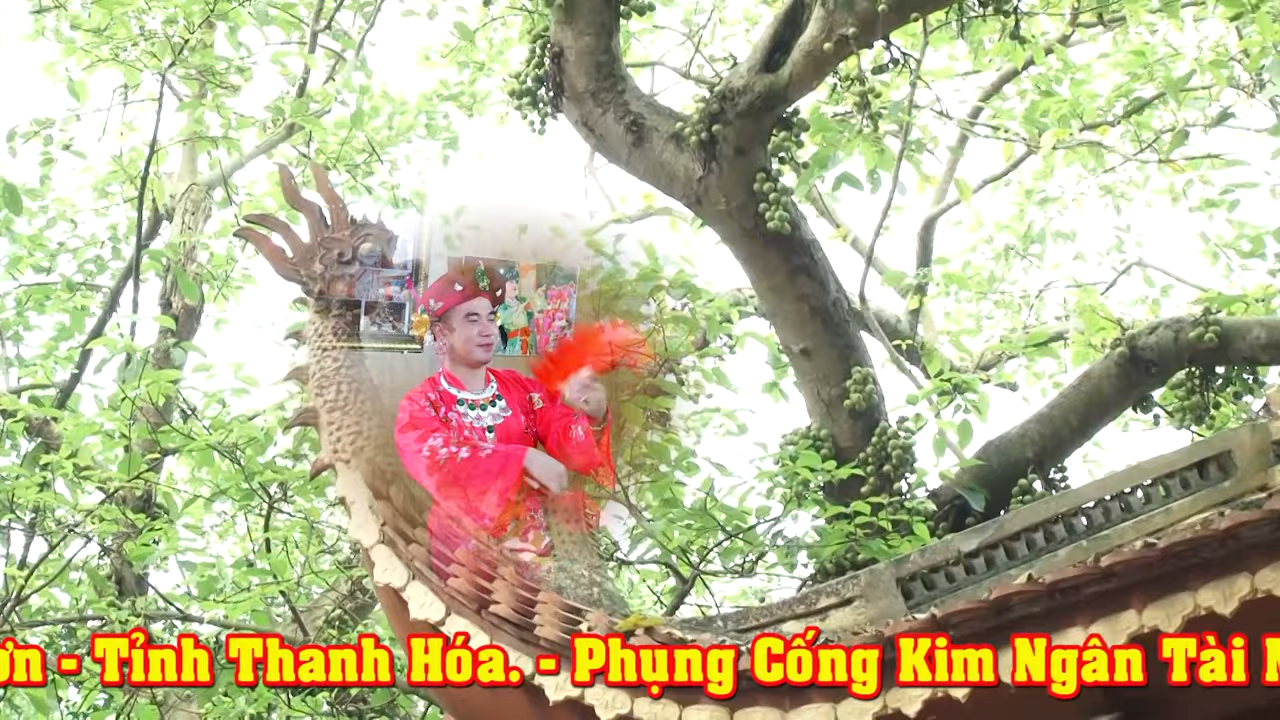 - Tỉnh Thanh Hóa. - Phụng Cống Kim Ngân Tài